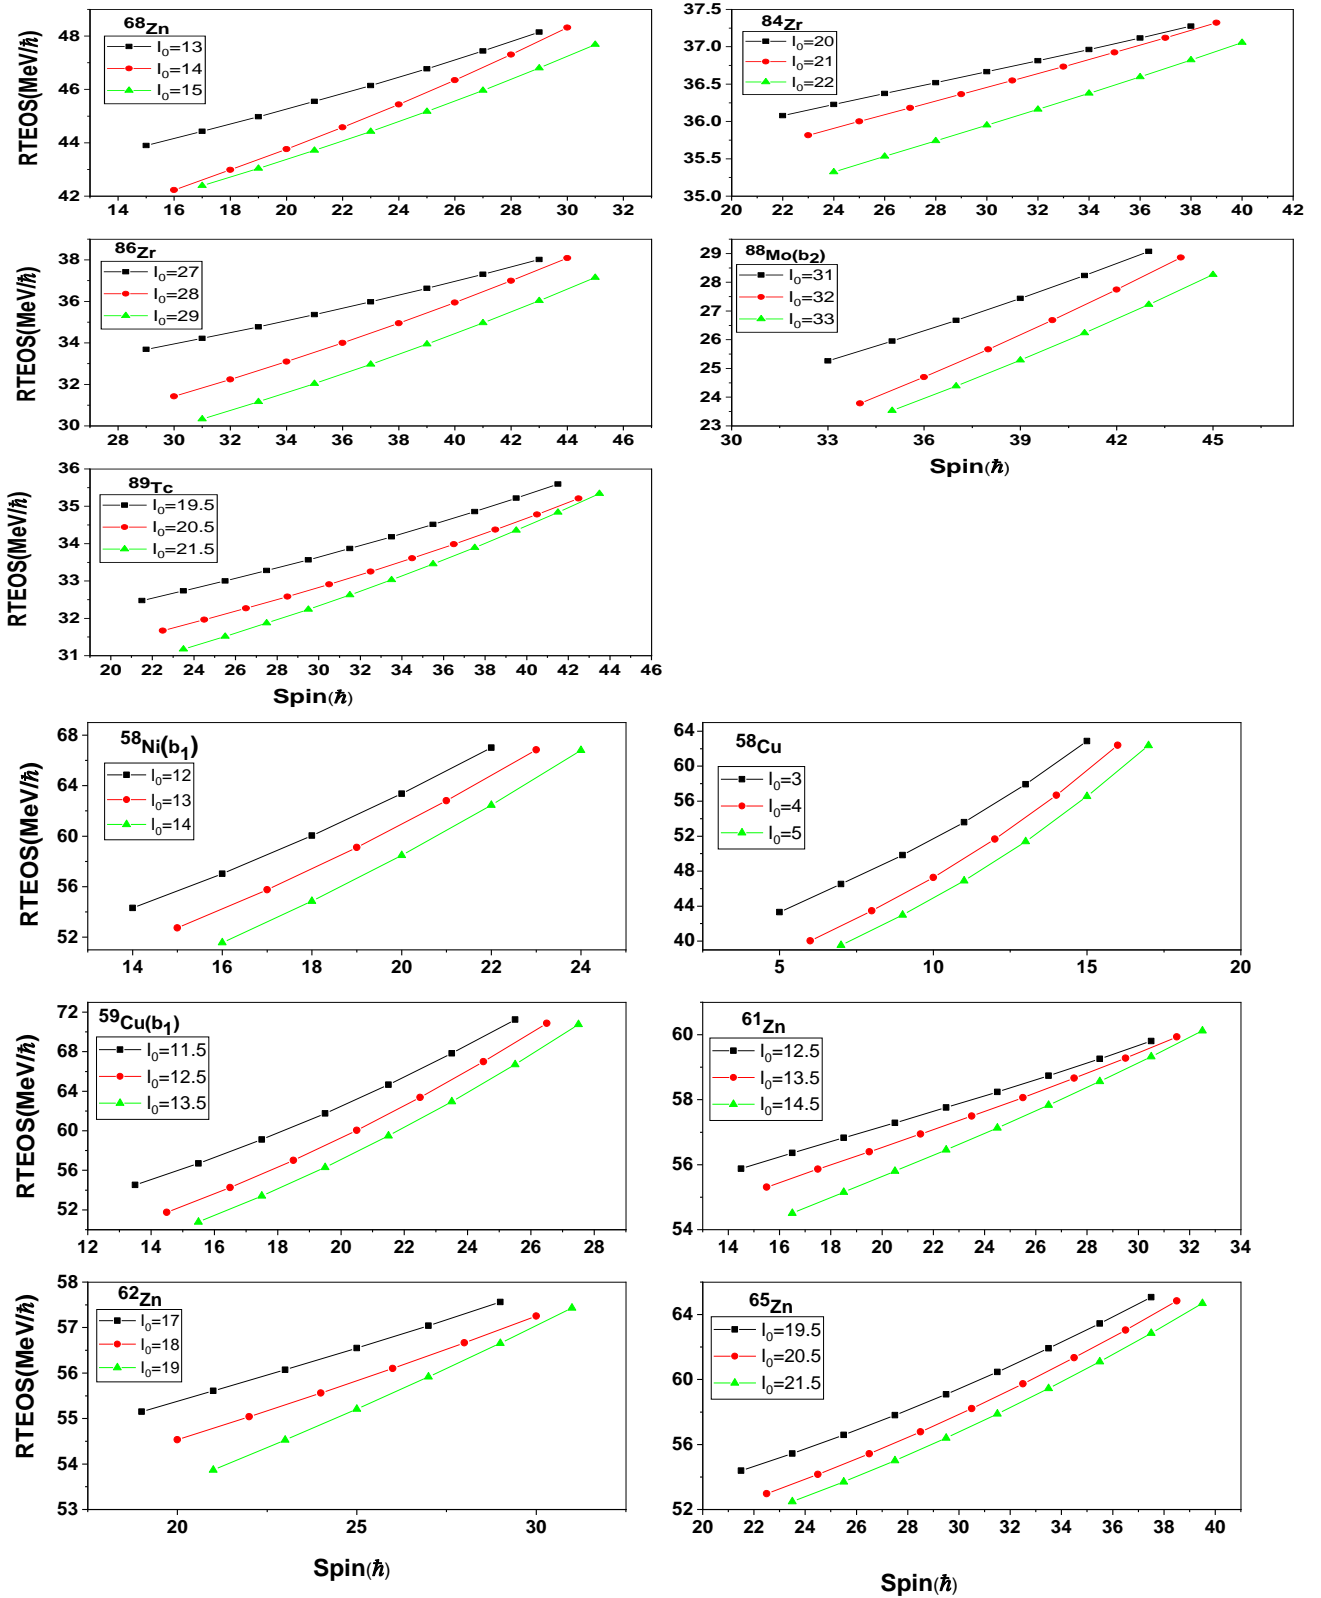 ⁶⁸Zn
I₀=13
I₀=14
I₀=15
RTEOS(MeV/ħ)
48
46
44
42
14 16 18 20 22 24 26 28 30 32
⁸⁴Zr
I₀=20
I₀=21
I₀=22
37.5
37.0
36.5
36.0
35.5
35.0
20 22 24 26 28 30 32 34 36 38 40 42
⁸⁶Zr
I₀=27
I₀=28
I₀=29
RTEOS(MeV/ħ)
38
36
34
32
30
28 30 32 34 36 38 40 42 44 46
⁸⁸Mo(b₂)
I₀=31
I₀=32
I₀=33
29
28
27
26
25
24
23
30 33 36 39 42 45
Spin(ħ)
⁸⁹Tc
I₀=19.5
I₀=20.5
I₀=21.5
RTEOS(MeV/ħ)
36
35
34
33
32
31
20 22 24 26 28 30 32 34 36 38 40 42 44 46
Spin(ħ)
⁵⁸Ni(b₁)
I₀=12
I₀=13
I₀=14
RTEOS(MeV/ħ)
68
64
60
56
52
14 16 18 20 22 24
⁵⁸Cu
I₀=3
I₀=4
I₀=5
64
60
56
52
48
44
40
5 10 15 20
⁵⁹Cu(b₁)
I₀=11.5
I₀=12.5
I₀=13.5
RTEOS(MeV/ħ)
72
68
64
60
56
52
12 14 16 18 20 22 24 26 28
⁶¹Zn
I₀=12.5
I₀=13.5
I₀=14.5
60
58
56
54
14 16 18 20 22 24 26 28 30 32 34
⁶²Zn
I₀=17
I₀=18
I₀=19
RTEOS(MeV/ħ)
58
57
56
55
54
53
20 25 30
Spin(ħ)
⁶⁵Zn
I₀=19.5
I₀=20.5
I₀=21.5
64
60
56
52
20 22 24 26 28 30 32 34 36 38 40
Spin(ħ)